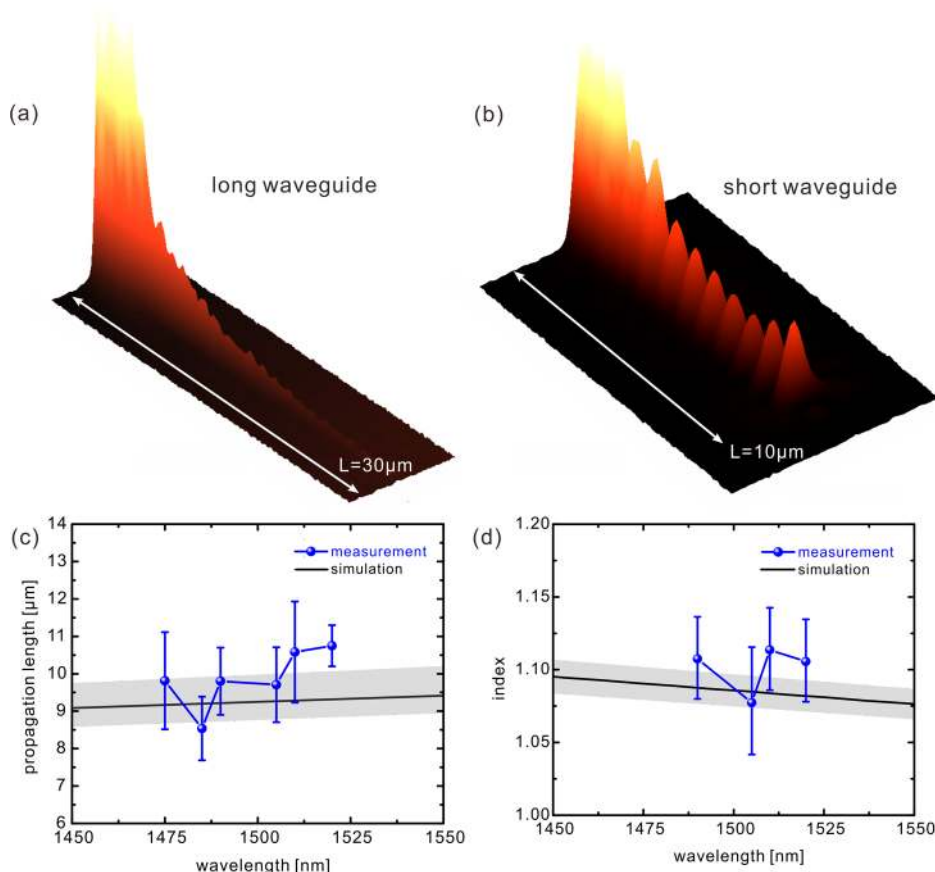 (a)
long waveguide
L=30µm
(b)
short waveguide
L=10µm
(c)
propagation length [µm]
14
13
12
11
10
9
8
7
6
measurement
simulation
1450
1475
1500
1525
1550
wavelength [nm]
(d)
index
1.20
1.15
1.10
1.05
1.00
measurement
simulation
1450
1475
1500
1525
1550
wavelength [nm]